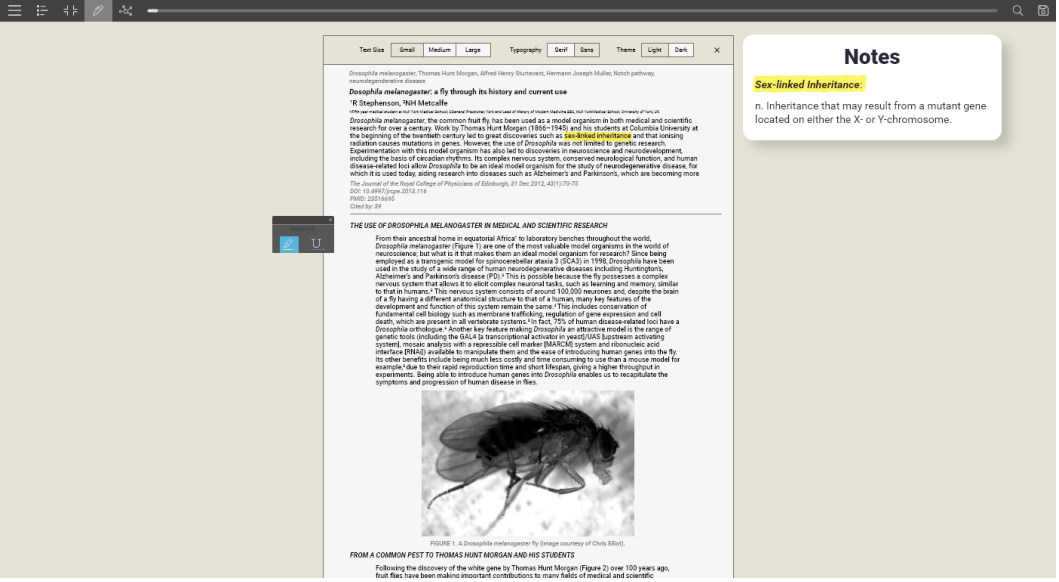 Text Size Small Medium Large Typography Serif Sans Theme Light Dark
Drosophila melanogaster, Thomas Hunt Morgan, Alfred Henry Sturtevant, Hermann Joseph Muller, Notch pathway,
neurodengenderative disease
Drosophila melanogaster: a fly through its history and current use
¹R Stephenson, ²NH Metcalfe
Drosophila melanogaster, the common fruit fly, has been used as a model organism in both medical and scientific
research for over a century. Work by Thomas Hunt Morgan (1866–1945) and his students at Columbia University at
the beginning of the twentieth century led to great discoveries such as sex-linked inheritance and that ionising
radiation causes mutations in genes. However, the use of Drosophila was not limited to genetic research.
Experimentation with this model organism has also led to discoveries in neuroscience and neurodevelopment,
including the basis of circadian rhythms. Its complex nervous system, conserved neurological function, and human
disease-related loci allow Drosophila to be an ideal model organism for the study of neurodegenerative disease, for
which it is used today, aiding research into diseases such as Alzheimer's and Parkinson's, which are becoming more
The Journal of the Royal College of Physicians of Edinburgh, 31 Dec 2012, 43(1):70-75
DOI: 10.4997/jrcpe.2013.116
PMID: 23516695
Cited by: 39
THE USE OF DROSOPHILA MELANOGASTER IN MEDICAL AND SCIENTIFIC RESEARCH
From their ancestral home in equatorial Africa¹ to laboratory benches throughout the world,
Drosophila melanogaster (Figure 1) are one of the most valuable model organisms in the world of
neuroscience; but what is it that makes them an ideal model organism for research? Since being
employed as a transgenic model for spinocerebellar ataxia 3 (SCA3) in 1998, Drosophila have been
used in the study of a wide range of human neurodegenerative diseases including Huntington's,
Alzheimer's and Parkinson's disease (PD).² This is possible because the fly possesses a complex
nervous system that allows it to elicit complex neuronal tasks, such as learning and memory, similar
to that in humans.³ This nervous system consists of around 100,000 neurones and, despite the brain
of a fly having a different anatomical structure to that of a human, many key features of the
development and function of this system remain the same.⁴ This includes conservation of
fundamental cell biology such as membrane trafficking, regulation of gene expression and cell
death, which are present in all vertebrate systems.⁵ In fact, 75% of human disease-related loci have a
Drosophila orthologue.⁶ Another key feature making Drosophila an attractive model is the range of
genetic tools (including the GAL4 [a transcriptional activator in yeast]/UAS [upstream activating
system], mosaic analysis with a repressible cell marker [MARCM] system and ribonucleic acid
interface [RNAi]) available to manipulate them and the ease of introducing human genes into the fly.
Its other benefits include being much less costly and time consuming to use than a mouse model for
example,² due to their rapid reproduction time and short lifespan, giving a higher throughput in
experiments. Being able to introduce human genes into Drosophila enables us to recapitulate the
symptoms and progression of human disease in flies.
FIGURE 1. A Drosophila melanogaster fly (image courtesy of Chris Elliot).
FROM A COMMON PEST TO THOMAS HUNT MORGAN AND HIS STUDENTS
Following the discovery of the white gene by Thomas Hunt Morgan (Figure 2) over 100 years ago,
fruit flies have been making important contributions to many fields of medical and scientific
Notes
Sex-linked Inheritance:
n. Inheritance that may result from a mutant gene
located on either the X- or Y-chromosome.